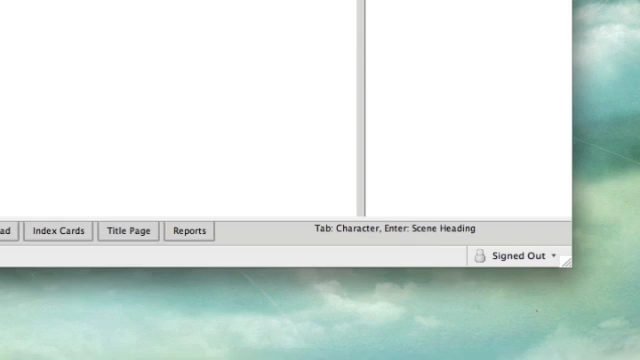 ad Index Cards Title Page Reports Tab: Character, Enter: Scene Heading
Signed Out